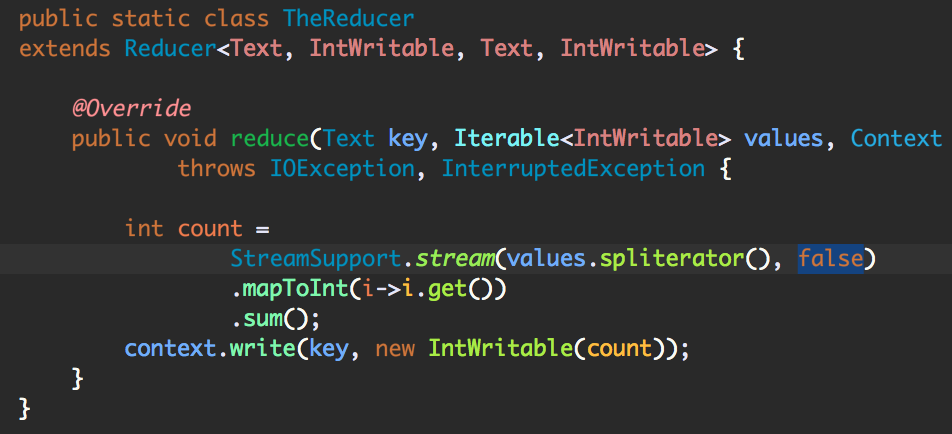 public static class TheReducer
extends Reducer<Text, IntWritable, Text, IntWritable> {
@Override
public void reduce(Text key, Iterable<IntWritable> values, Context
throws IOException, InterruptedException {
int count =
StreamSupport.stream(values.spliterator(), false)
.mapToInt(i->i.get())
.sum();
context.write(key, new IntWritable(count));
}
}